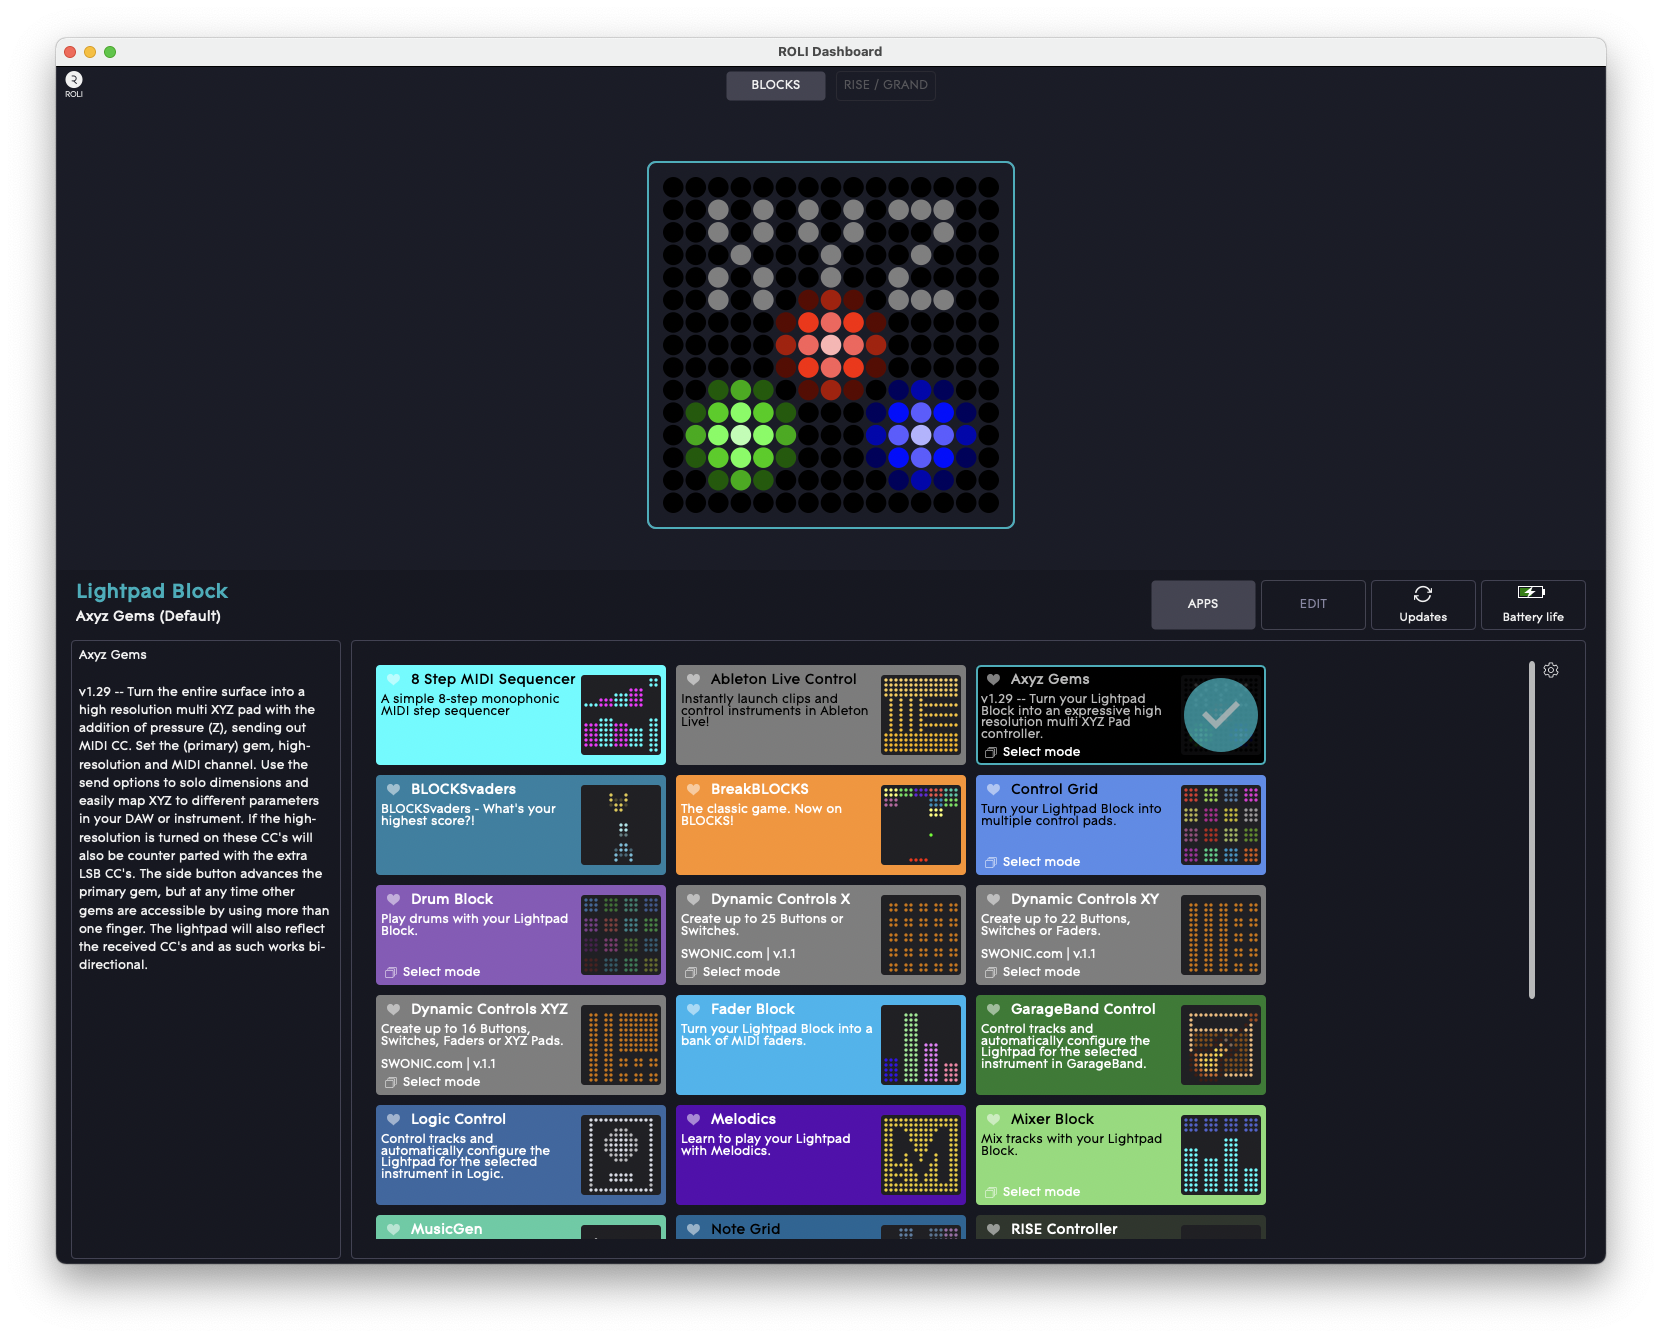 ROLI Dashboard
ROLI
BLOCKS
RISE / GRAND
XYZ
Lightpad Block
Axyz Gems (Default)
APPS
EDIT
Updates
Battery life
Axyz Gems
v1.29 -- Turn the entire surface into a
high resolution multi XYZ pad with the
addition of pressure (Z), sending out
MIDI CC. Set the (primary) gem, high-
resolution and MIDI channel. Use the
send options to solo dimensions and
easily map XYZ to different parameters
in your DAW or instrument. If the high-
resolution is turned on these CC's will
also be counter parted with the extra
LSB CC's. The side button advances the
primary gem, but at any time other
gems are accessible by using more than
one finger. The lightpad will also reflect
the received CC's and as such works bi-
directional.
8 Step MIDI Sequencer
A simple 8-step monophonic
MIDI step sequencer
Ableton Live Control
Instantly launch clips and
control instruments in Ableton
Live!
Axyz Gems
v1.29 -- Turn your Lightpad
Block into an expressive high
resolution multi XYZ Pad
controller.
Select mode
BLOCKSvaders
BLOCKSvaders - What's your
highest score?!
BreakBLOCKS
The classic game. Now on
BLOCKS!
Control Grid
Turn your Lightpad Block into
multiple control pads.
Select mode
Drum Block
Play drums with your Lightpad
Block.
Select mode
Dynamic Controls X
Create up to 25 Buttons or
Switches.
SWONIC.com | v.1.1
Select mode
Dynamic Controls XY
Create up to 22 Buttons,
Switches or Faders.
SWONIC.com | v.1.1
Select mode
Dynamic Controls XYZ
Create up to 16 Buttons,
Switches, Faders or XYZ Pads.
SWONIC.com | v.1.1
Select mode
Fader Block
Turn your Lightpad Block into a
bank of MIDI faders.
GarageBand Control
Control tracks and
automatically configure the
Lightpad for the selected
instrument in GarageBand.
Logic Control
Control tracks and
automatically configure the
Lightpad for the selected
instrument in Logic.
Melodics
Learn to play your Lightpad
with Melodics.
Mixer Block
Mix tracks with your Lightpad
Block.
Select mode
MusicGen
Note Grid
RISE Controller